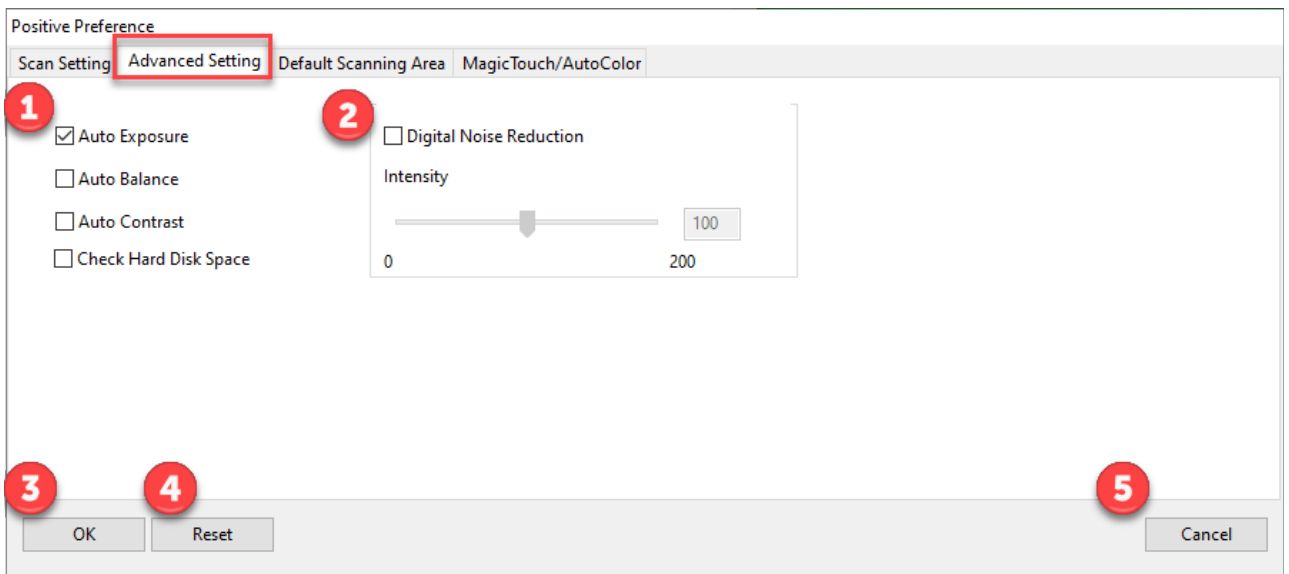 Positive Preference
Scan Setting Advanced Setting Default Scanning Area MagicTouch/AutoColor
1 2
Auto Exposure Digital Noise Reduction
Auto Balance Intensity
Auto Contrast 100
Check Hard Disk Space 0 200
3 4 5
OK Reset Cancel